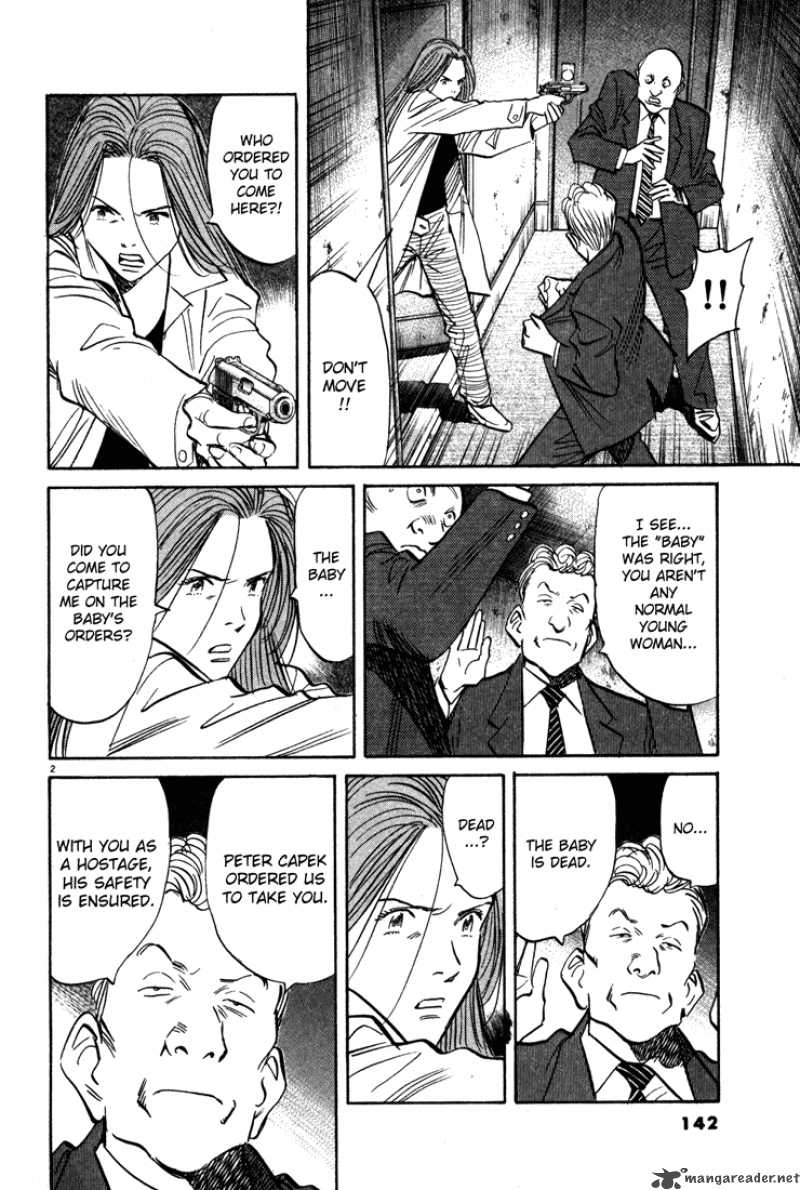 !!
DON'T
MOVE
!!
WHO
ORDERED
YOU TO
COME
HERE?!
I SEE...
THE "BABY"
WAS RIGHT,
YOU AREN'T
ANY
NORMAL
YOUNG
WOMAN...
THE
BABY
...
DID YOU
COME TO
CAPTURE
ME ON THE
BABY'S
ORDERS?
2
NO...
THE BABY
IS DEAD.
DEAD
...?
PETER CAPEK
ORDERED US
TO TAKE YOU.
WITH YOU AS
A HOSTAGE,
HIS SAFETY
IS ENSURED.
142
mangareader.net